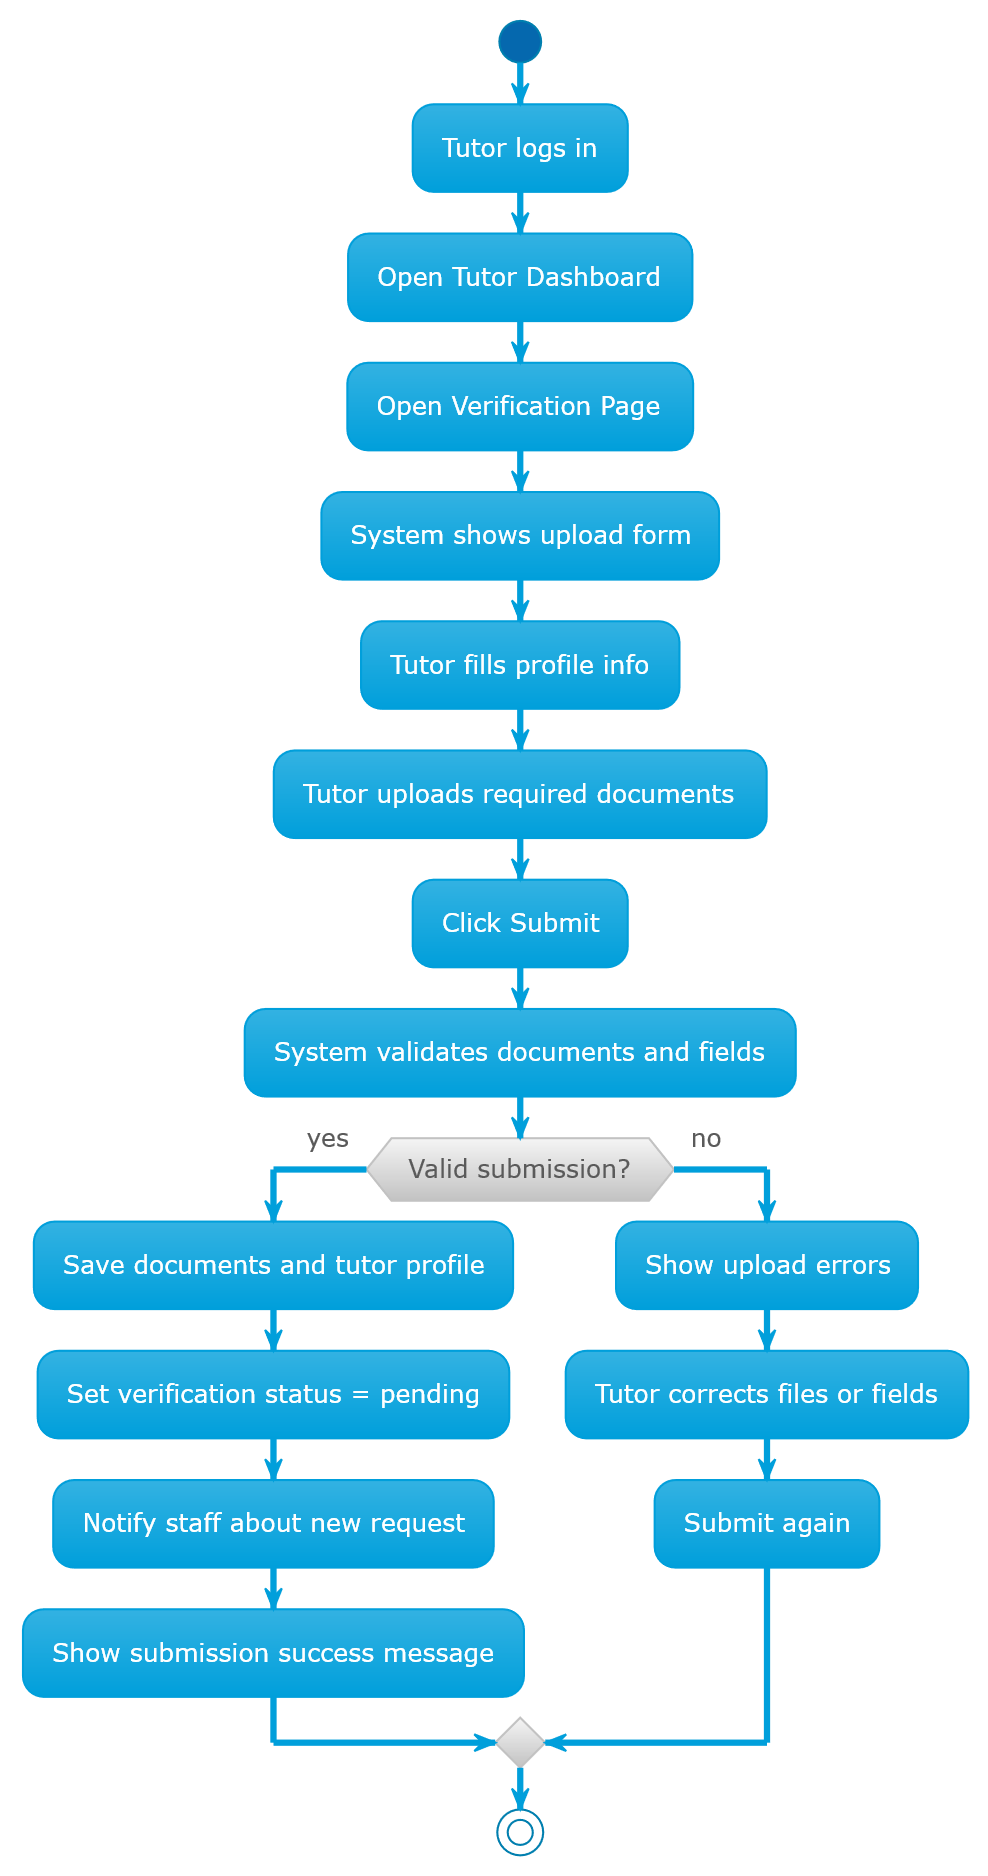 Tutor logs in
Open Tutor Dashboard
Open Verification Page
System shows upload form
Tutor fills profile info
Tutor uploads required documents
Click Submit
System validates documents and fields
Valid submission?
yes
no
Save documents and tutor profile
Set verification status = pending
Notify staff about new request
Show submission success message
Show upload errors
Tutor corrects files or fields
Submit again